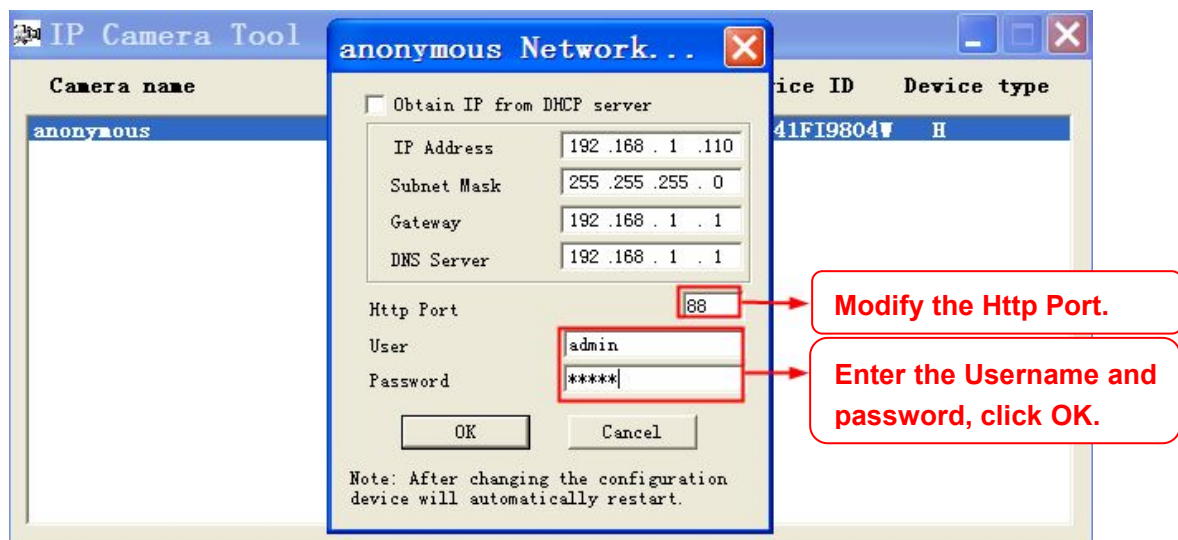 IP Camera Tool
anonymous Network...
Camera name
ice ID
Device type
anonymous
41FI9804W
H
Obtain IP from DHCP server
IP Address 192 .168 . 1 .110
Subnet Mask 255 .255 .255 . 0
Gateway 192 .168 . 1 . 1
DNS Server 192 .168 . 1 . 1
Http Port 88
User admin
Password *****
OK Cancel
Note: After changing the configuration
device will automatically restart.
Modify the Http Port.
Enter the Username and
password, click OK.